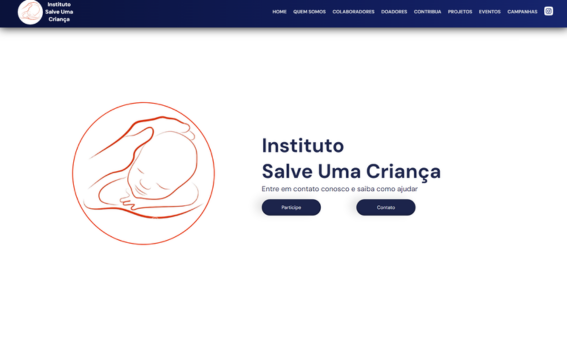 Instituto
Salve Uma
Criança
HOME QUEM SOMOS COLABORADORES DOADORES CONTRIBUA PROJETOS EVENTOS CAMPANHAS
Instituto
Salve Uma Criança
Entre em contato conosco e saiba como ajudar
Participe Contato